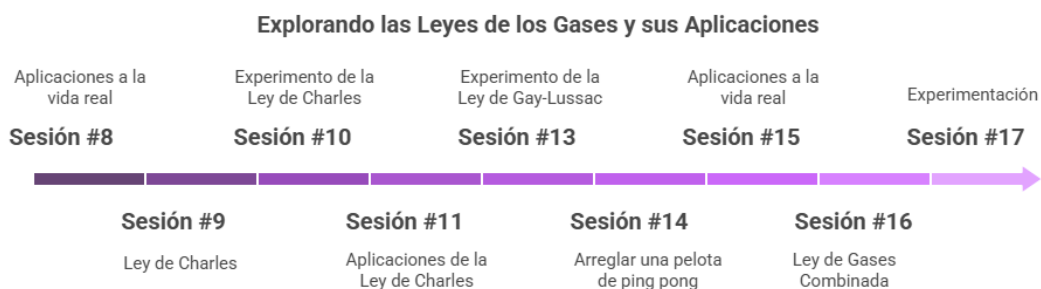 Explorando las Leyes de los Gases y sus Aplicaciones
Aplicaciones a la
vida real
Sesión #8
Experimento de la
Ley de Charles
Sesión #10
Experimento de la
Ley de Gay-Lussac
Sesión #13
Aplicaciones a la
vida real
Sesión #15
Experimentación
Sesión #17
Sesión #9
Ley de Charles
Sesión #11
Aplicaciones de la
Ley de Charles
Sesión #14
Arreglar una pelota
de ping pong
Sesión #16
Ley de Gases
Combinada